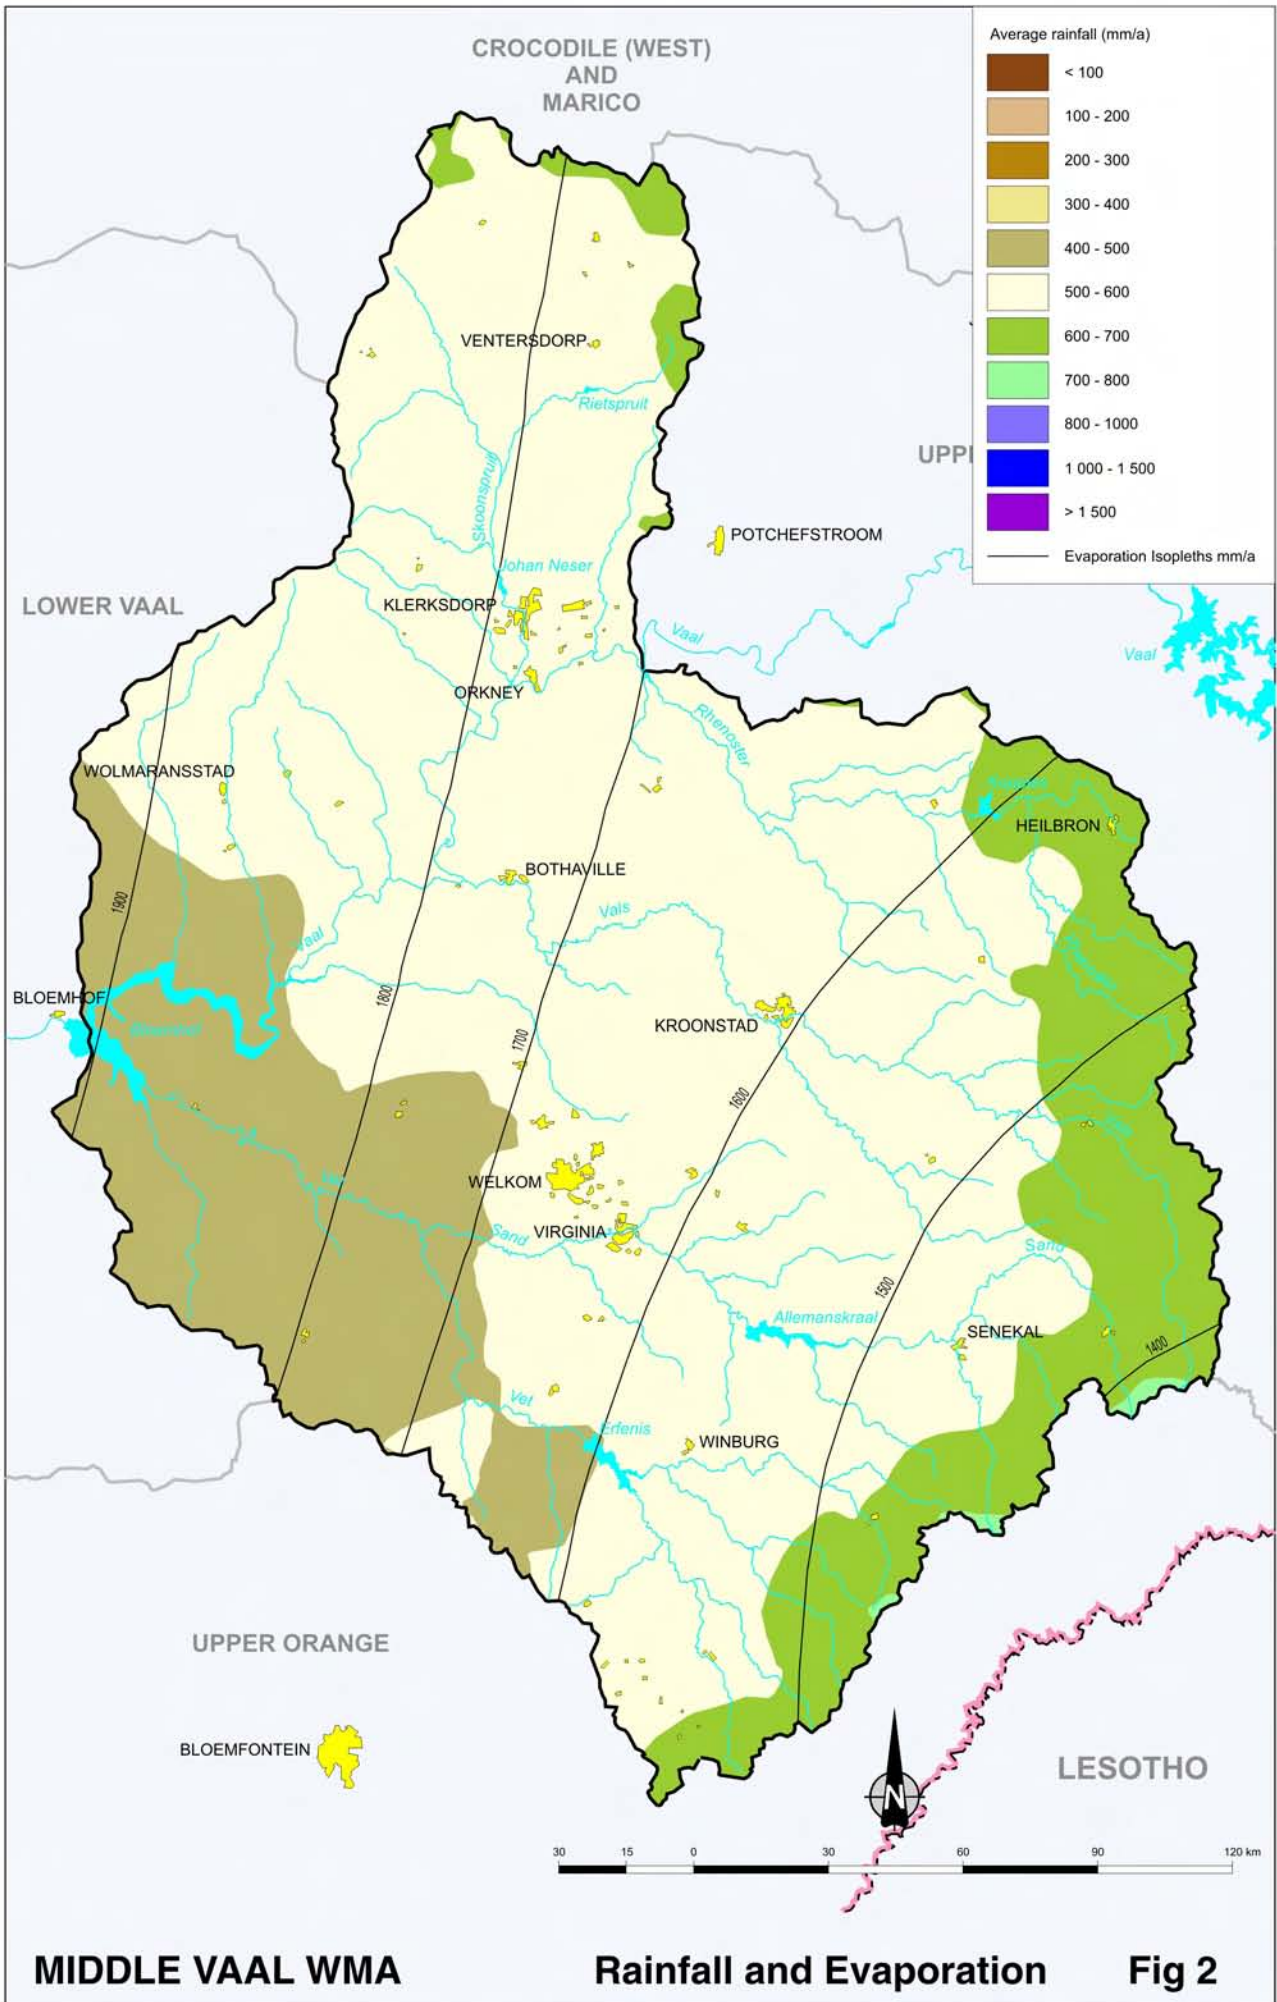 CROCODILE (WEST)
AND
MARICO
Average rainfall (mm/a)
< 100
100 - 200
200 - 300
300 - 400
400 - 500
500 - 600
600 - 700
700 - 800
800 - 1000
1 000 - 1 500
> 1 500
Evaporation Isopleths mm/a
VENTERSDORP
Rietspruit
UPP
Skoonspruit
POTCHEFSTROOM
Johan Neser
KLERKSDORP
LOWER VAAL
Vaal
Vaal
ORKNEY
Rhenoster
WOLMARANSSTAD
HEILBRON
BOTHAVILLE
1900
Vals
Vaal
BLOEMHOF
1800
Bloemhof
KROONSTAD
1700
1600
WELKOM
Vet
VIRGINIA
Sand
Sand
1500
Allemanskraal
SENEKAL
1400
Vet
Erfenis
WINBURG
UPPER ORANGE
BLOEMFONTEIN
LESOTHO
N
30 15 0 30 60 90 120 km
MIDDLE VAAL WMA Rainfall and Evaporation Fig 2